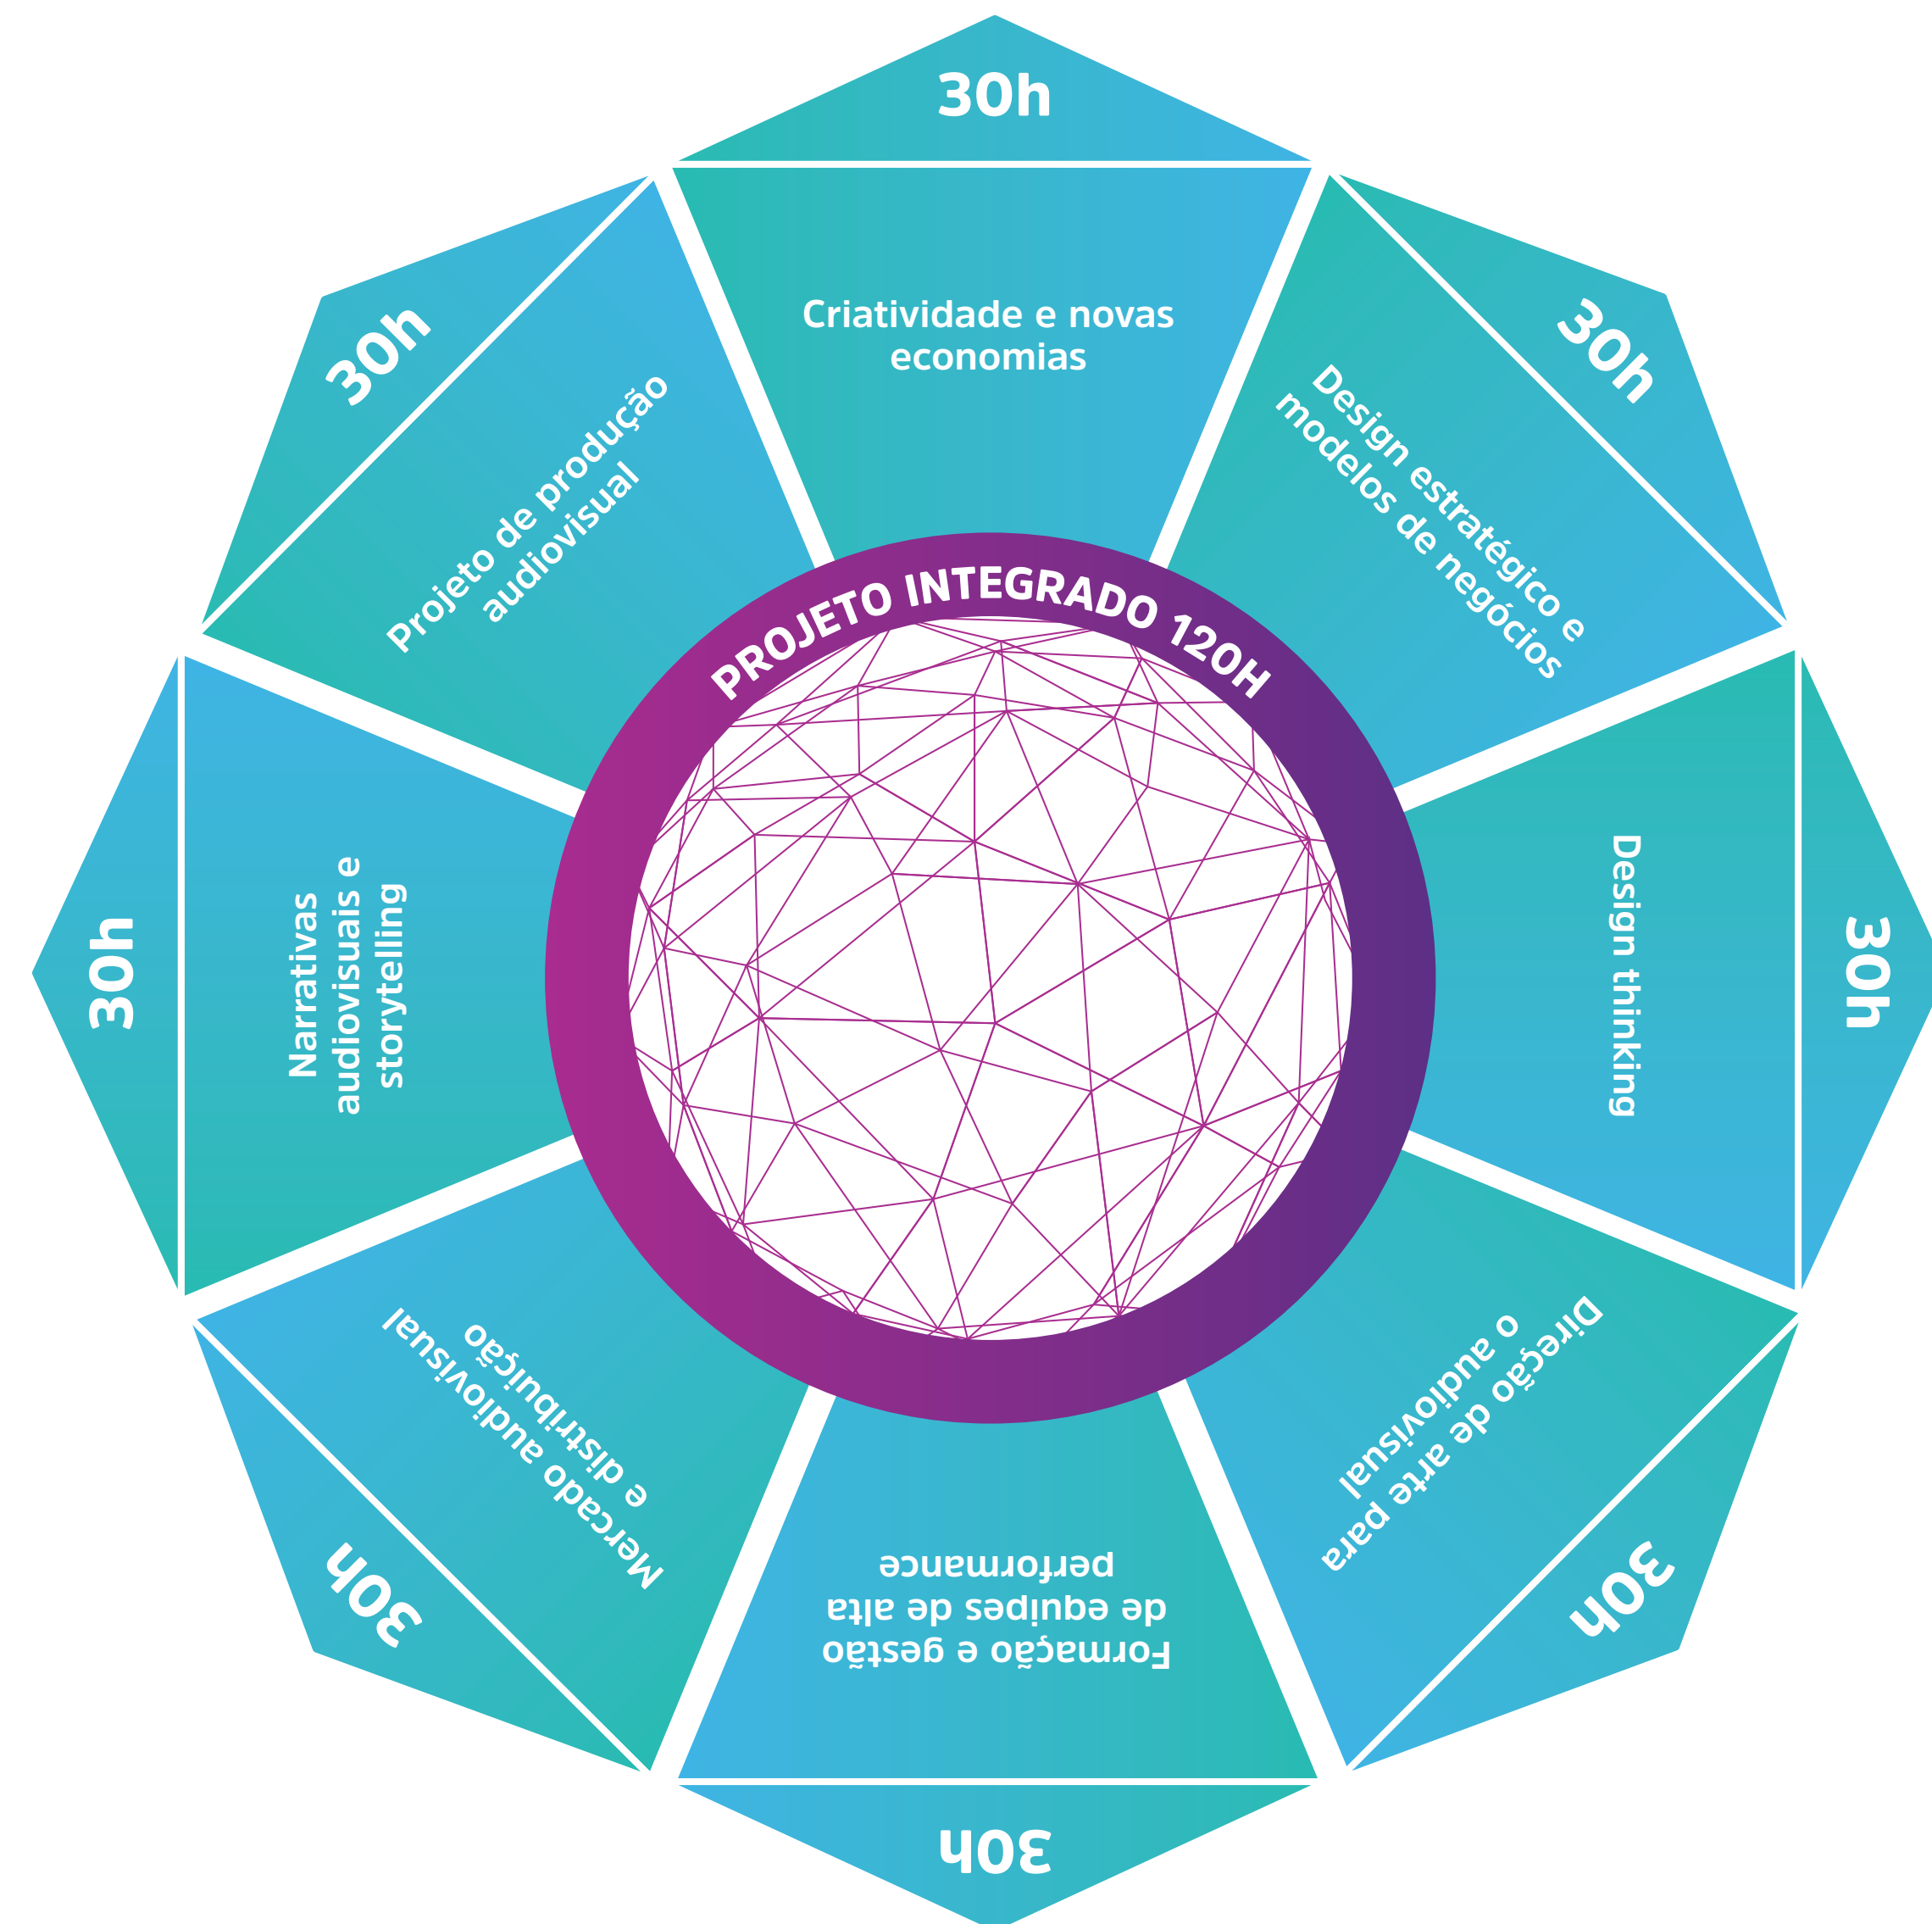 30h
Criatividade e novas
economias
30h
Design estratégico e
modelos de negócios
30h
Design thinking
30h
Direção de arte para
o audiovisual
30h
Formação e gestão
de equipes de alta
performance
30h
Mercado audiovisual
e distribuição
30h
Narrativas
audiovisuais e
storytelling
30h
Projeto de produção
audiovisual
PROJETO INTEGRADO 120H